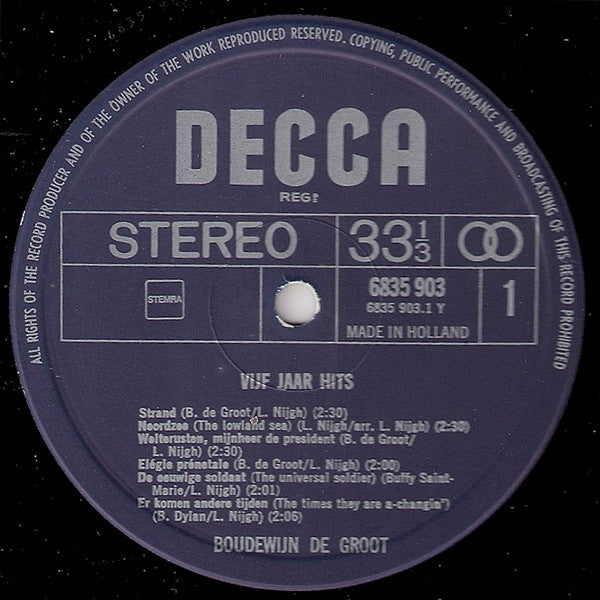 ALL RIGHTS OF THE RECORD PRODUCER AND OF THE OWNER OF THE WORK REPRODUCED RESERVED. COPYING, PUBLIC PERFORMANCE AND BROADCASTING OF THIS RECORD PROHIBITED
DECCA
REGD
STEREO 33⅓
STEMRA
6835 903
6835 903.1 Y
1
MADE IN HOLLAND
VIJF JAAR HITS
Strand (B. de Groot/L. Nijgh) (2:30)
Noordzee (The lowland sea) (L. Nijgh/arr. L. Nijgh) (2:30)
Welterusten, mijnheer de president (B. de Groot/
L. Nijgh) (2:30)
Elégie prénetale (B. de Groot/L. Nijgh) (2:00)
De eeuwige soldaat (The universal soldier) (Buffy Saint-
Marie/L. Nijgh) (2:01)
Er komen andere tijden (The times they are a-changin")
(B. Dylan/L. Nijgh) (2:06)
BOUDEWIJN DE GROOT